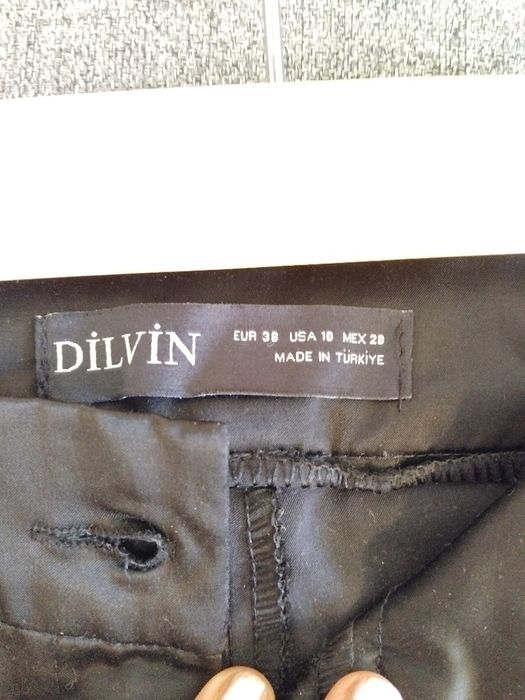 DİLVİN
EUR 38 USA 10 MEX 28
MADE IN TÜRKİYE